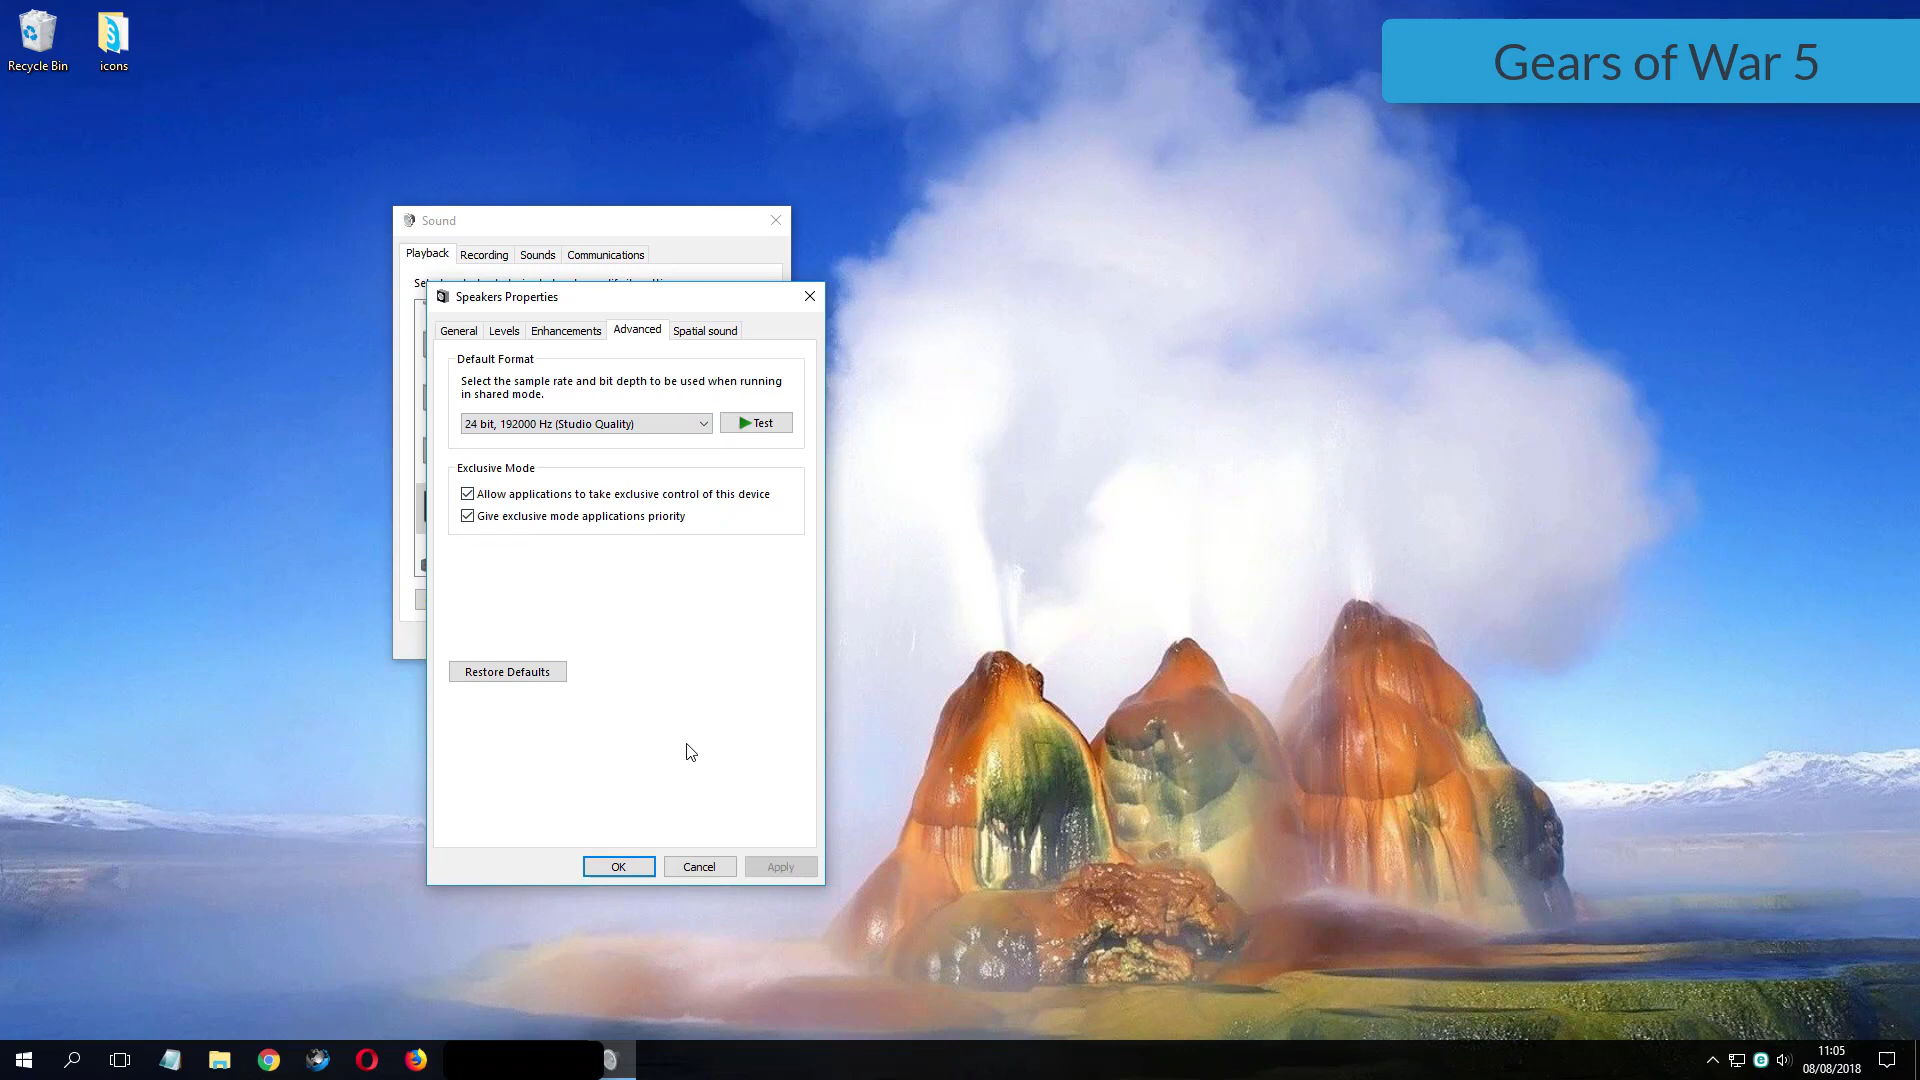 Recycle Bin
icons
Gears of War 5
Sound
Playback
Recording
Sounds
Communications
Speakers Properties
General
Levels
Enhancements
Advanced
Spatial sound
Default Format
Select the sample rate and bit depth to be used when running
in shared mode.
24 bit, 192000 Hz (Studio Quality)
Test
Exclusive Mode
Allow applications to take exclusive control of this device
Give exclusive mode applications priority
Restore Defaults
OK
Cancel
Apply
11:05
08/08/2018